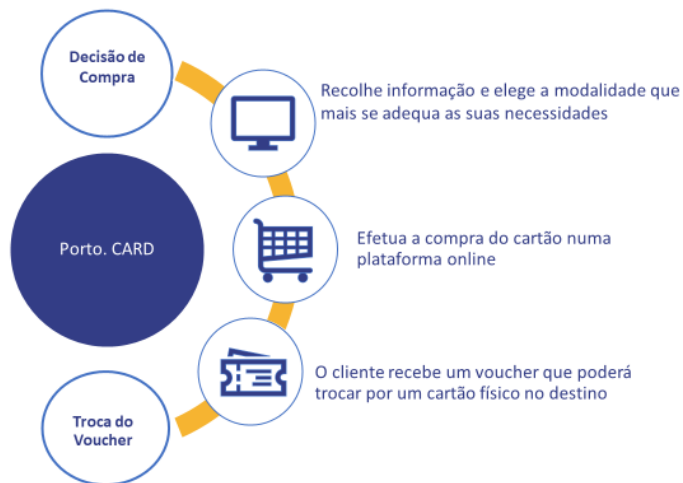 Decisão de
Compra
Recolhe informação e elege a modalidade que
mais se adequa as suas necessidades
Porto. CARD
Efetua a compra do cartão numa
plataforma online
O cliente recebe um voucher que poderá
trocar por um cartão físico no destino
Troca do
Voucher